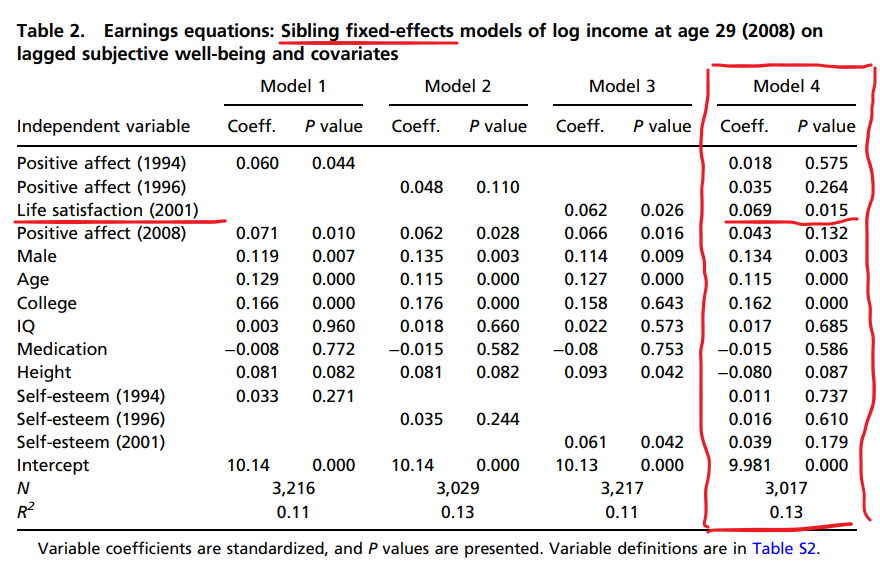 Table 2. Earnings equations: Sibling fixed-effects models of log income at age 29 (2008) on
lagged subjective well-being and covariates
Model 1 Model 2 Model 3 Model 4
Independent variable Coeff. P value Coeff. P value Coeff. P value Coeff. P value
Positive affect (1994) 0.060 0.044 0.018 0.575
Positive affect (1996) 0.048 0.110 0.035 0.264
Life satisfaction (2001) 0.062 0.026 0.069 0.015
Positive affect (2008) 0.071 0.010 0.062 0.028 0.066 0.016 0.043 0.132
Male 0.119 0.007 0.135 0.003 0.114 0.009 0.134 0.003
Age 0.129 0.000 0.115 0.000 0.127 0.000 0.115 0.000
College 0.166 0.000 0.176 0.000 0.158 0.643 0.162 0.000
IQ 0.003 0.960 0.018 0.660 0.022 0.573 0.017 0.685
Medication −0.008 0.772 −0.015 0.582 −0.08 0.753 −0.015 0.586
Height 0.081 0.082 0.081 0.082 0.093 0.042 −0.080 0.087
Self-esteem (1994) 0.033 0.271 0.011 0.737
Self-esteem (1996) 0.035 0.244 0.016 0.610
Self-esteem (2001) 0.061 0.042 0.039 0.179
Intercept 10.14 0.000 10.14 0.000 10.13 0.000 9.981 0.000
N 3,216 3,029 3,217 3,017
R² 0.11 0.13 0.11 0.13
Variable coefficients are standardized, and P values are presented. Variable definitions are in Table S2.